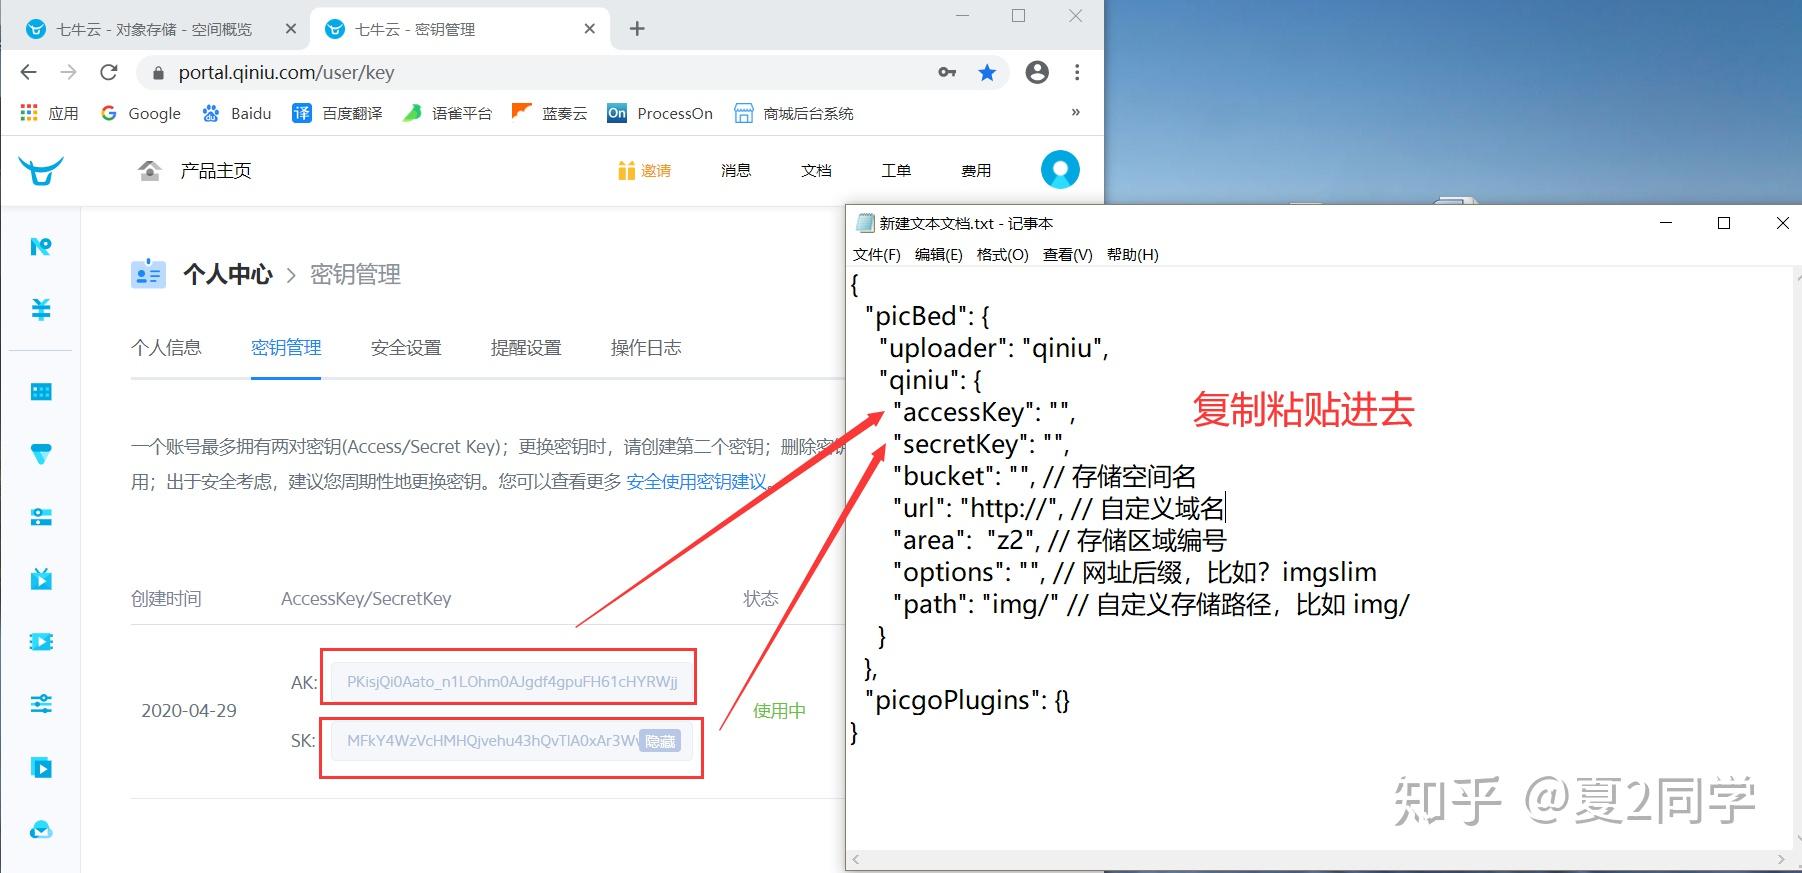 七牛云 - 对象存储 - 空间概览
七牛云 - 密钥管理
portal.qiniu.com/user/key
应用 Google Baidu 百度翻译 语雀平台 蓝奏云 ProcessOn 商城后台系统 »
译
On
产品主页 邀请 消息 文档 工单 费用
个人中心 > 密钥管理
个人信息 密钥管理 安全设置 提醒设置 操作日志
一个账号最多拥有两对密钥(Access/Secret Key)；更换密钥时，请创建第二个密钥；删除密钥
用；出于安全考虑，建议您周期性地更换密钥。您可以查看更多 安全使用密钥建议。
创建时间 AccessKey/SecretKey 状态
AK: PKisjQi0Aato_n1LOhm0AJgdf4gpuFH61cHYRWjj
2020-04-29 使用中
SK: MFkY4WzVcHMHQjvehu43hQvTlA0xAr3W 隐藏
新建文本文档.txt - 记事本
文件(F) 编辑(E) 格式(O) 查看(V) 帮助(H)
{
"picBed": {
"uploader": "qiniu",
"qiniu": {
"accessKey": "",
"secretKey": "",
"bucket": "", // 存储空间名
"url": "http://", // 自定义域名
"area": "z2", // 存储区域编号
"options": "", // 网址后缀，比如？imgslim
"path": "img/" // 自定义存储路径，比如 img/
}
},
"picgoPlugins": {}
}
复制粘贴进去
知乎 @夏2同学